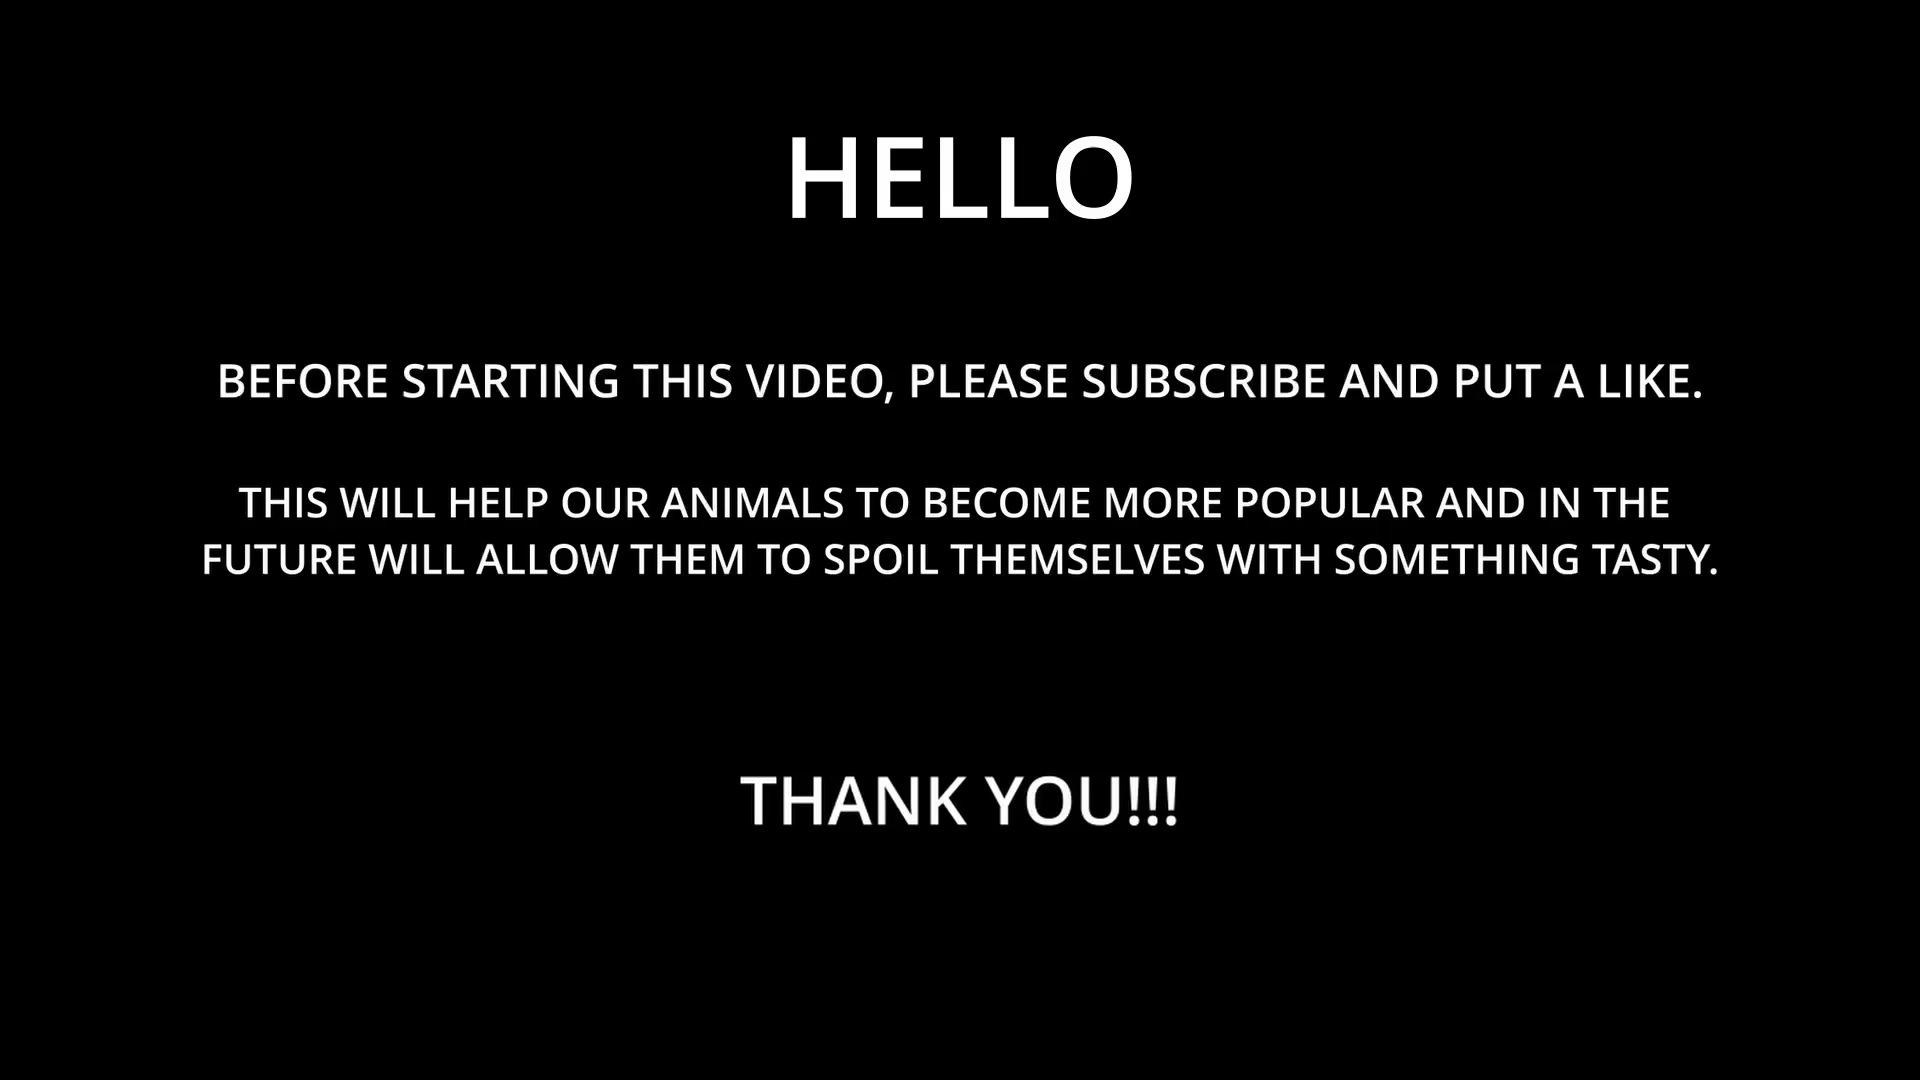 HELLO
BEFORE STARTING THIS VIDEO, PLEASE SUBSCRIBE AND PUT A LIKE.
THIS WILL HELP OUR ANIMALS TO BECOME MORE POPULAR AND IN THE
FUTURE WILL ALLOW THEM TO SPOIL THEMSELVES WITH SOMETHING TASTY.
THANK YOU!!!